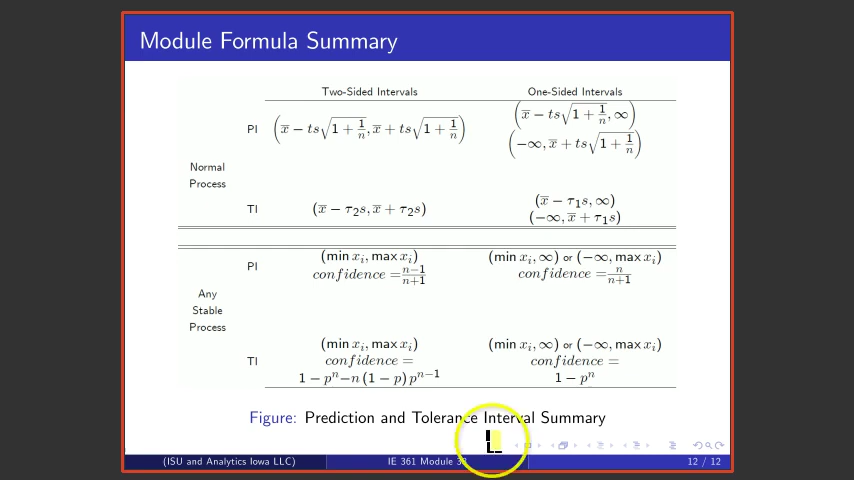 Module Formula Summary
Two-Sided Intervals One-Sided Intervals
PI (x̅ − ts√(1 + 1/n), x̅ + ts√(1 + 1/n)) (x̅ − ts√(1 + 1/n), ∞)
(−∞, x̅ + ts√(1 + 1/n))
Normal
Process
TI (x̅ − τ₂s, x̅ + τ₂s) (x̅ − τ₁s, ∞)
(−∞, x̅ + τ₁s)
PI (min xᵢ, max xᵢ) (min xᵢ, ∞) or (−∞, max xᵢ)
confidence = (n−1)/(n+1) confidence = n/(n+1)
Any
Stable
Process
TI (min xᵢ, max xᵢ) (min xᵢ, ∞) or (−∞, max xᵢ)
confidence = confidence =
1 − pⁿ − n (1 − p) pⁿ⁻¹ 1 − pⁿ
Figure: Prediction and Tolerance Interval Summary
(ISU and Analytics Iowa LLC) IE 361 Module 12 / 12